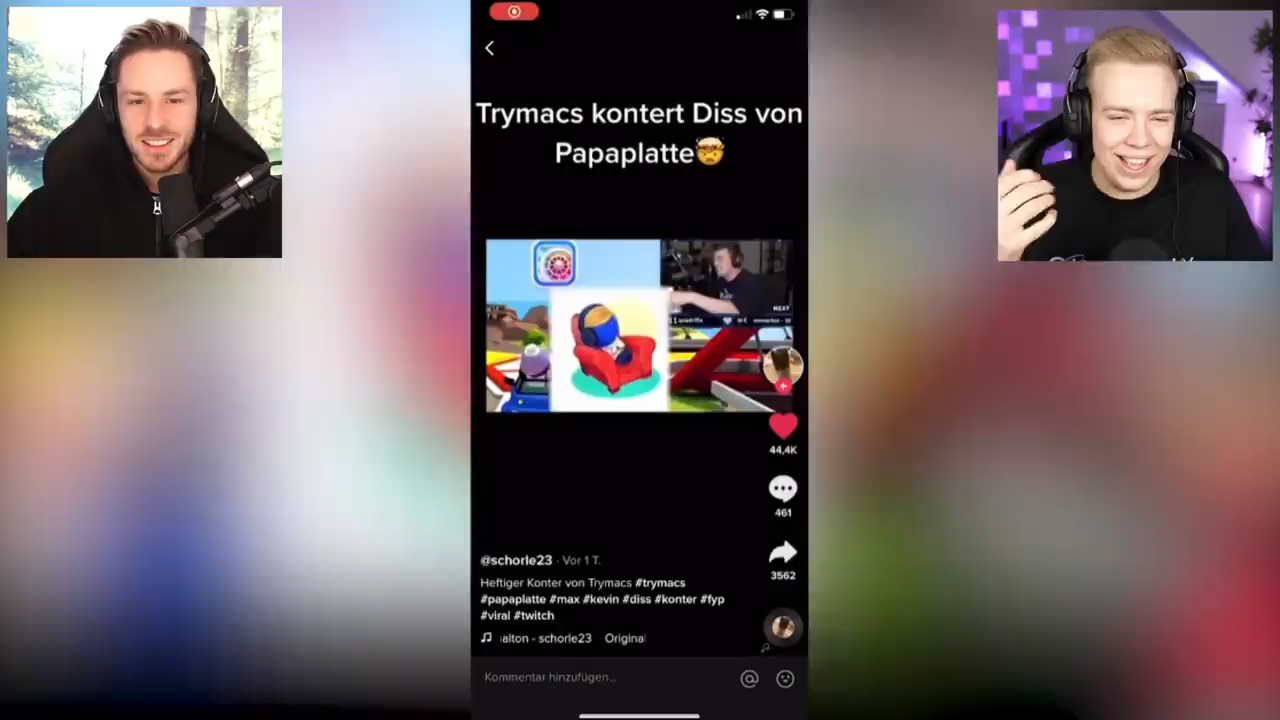 Trymacs kontert Diss von
Papaplatte🤯
NEXT
44,4K
461
3562
@schorle23 · Vor 1 T.
Heftiger Konter von Trymacs #trymacs
#papaplatte #max #kevin #diss #konter #fyp
#viral #twitch
alton - schorle23 Original
Kommentar hinzufügen...